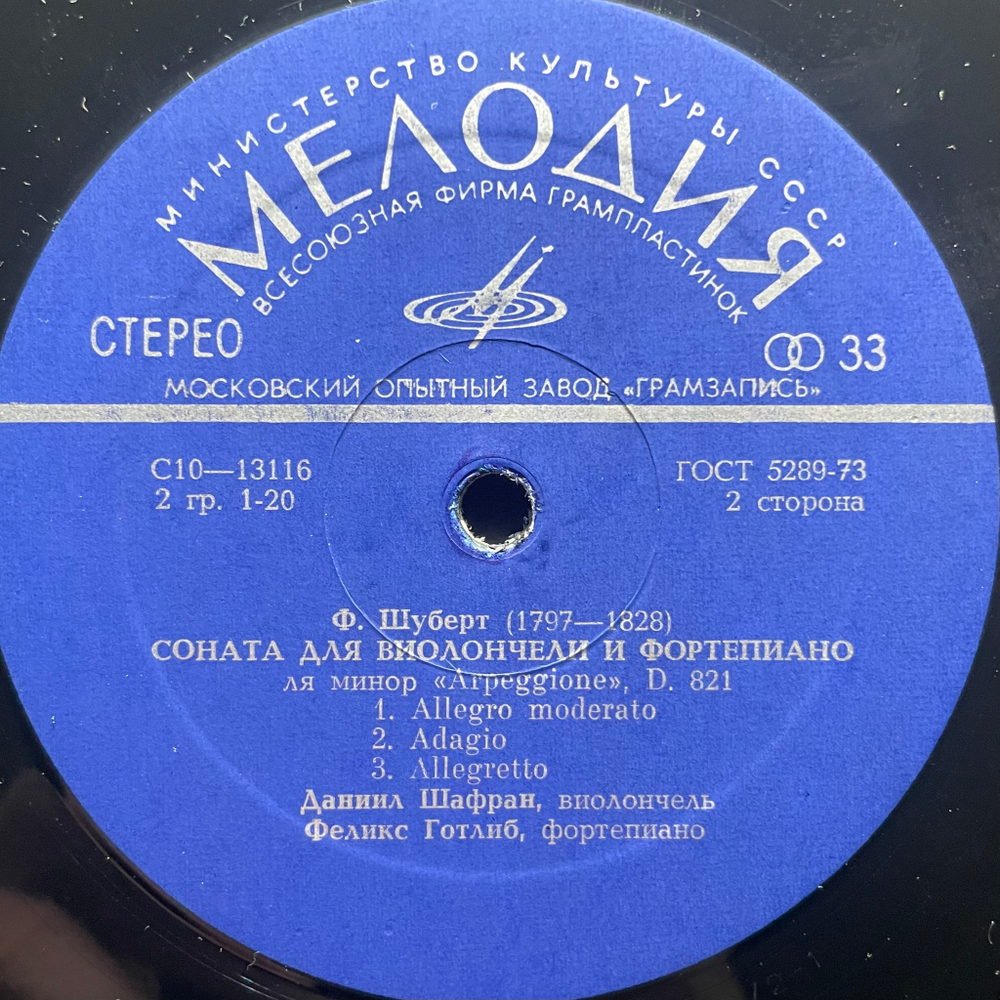 МИНИСТЕРСТВО КУЛЬТУРЫ СССР
МЕЛОДИЯ
ВСЕСОЮЗНАЯ ФИРМА ГРАМПЛАСТИНОК
СТЕРЕО
33
МОСКОВСКИЙ ОПЫТНЫЙ ЗАВОД «ГРАМЗАПИСЬ»
С10—13116
ГОСТ 5289-73
2 гр. 1-20
2 сторона
Ф. Шуберт (1797—1828)
СОНАТА ДЛЯ ВИОЛОНЧЕЛИ И ФОРТЕПИАНО
ля минор «Arpeggione», D. 821
1. Allegro moderato
2. Adagio
3. Allegretto
Даниил Шафран, виолончель
Феликс Готлиб, фортепиано